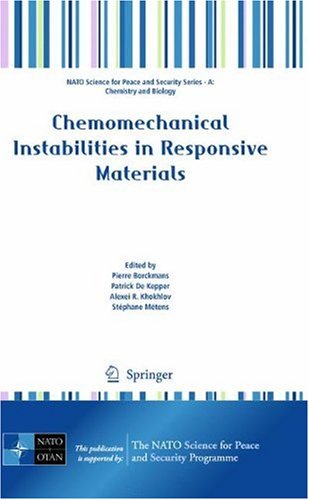 NATO Science for Peace and Security Series - A:
Chemistry and Biology
Chemomechanical
Instabilities in Responsive
Materials
Edited by
Pierre Borckmans
Patrick De Kepper
Alexei R. Khokhlov
Stéphane Métens
Springer
NATO
OTAN
This publication
is supported by:
The NATO Science for Peace
and Security Programme